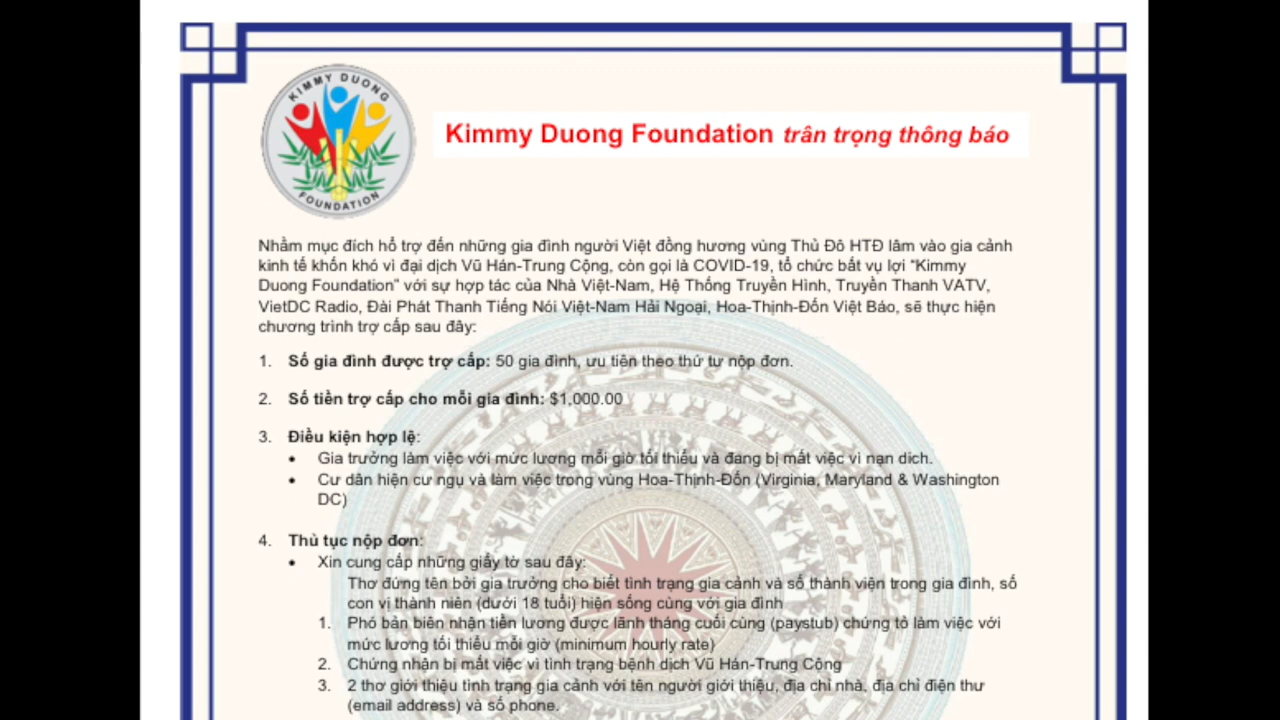 KIMMY DUONG
FOUNDATION
Kimmy Duong Foundation trân trọng thông báo
Nhằm mục đích hổ trợ đến những gia đình người Việt đồng hương vùng Thủ Đô HTĐ lâm vào gia cảnh
kinh tế khốn khó vì đại dịch Vũ Hán-Trung Cộng, còn gọi là COVID-19, tổ chức bất vụ lợi “Kimmy
Duong Foundation” với sự hợp tác của Nhà Việt-Nam, Hệ Thống Truyền Hình, Truyền Thanh VATV,
VietDC Radio, Đài Phát Thanh Tiếng Nói Việt-Nam Hải Ngoại, Hoa-Thịnh-Đốn Việt Báo, sẽ thực hiện
chương trình trợ cấp sau đây:
1. Số gia đình được trợ cấp: 50 gia đình, ưu tiên theo thứ tự nộp đơn.
2. Số tiền trợ cấp cho mỗi gia đình: $1,000.00
3. Điều kiện hợp lệ:
• Gia trưởng làm việc với mức lương mỗi giờ tối thiểu và đang bị mất việc vì nạn dich.
• Cư dân hiện cư ngụ và làm việc trong vùng Hoa-Thịnh-Đốn (Virginia, Maryland & Washington
DC)
4. Thủ tục nộp đơn:
• Xin cung cấp những giấy tờ sau đây:
Thơ đứng tên bởi gia trưởng cho biết tình trạng gia cảnh và số thành viện trong gia đình, số
con vị thành niên (dưới 18 tuổi) hiện sống cùng với gia đình
1. Phó bản biên nhận tiền lương được lãnh tháng cuối cùng (paystub) chứng tỏ làm việc với
mức lương tối thiểu mỗi giờ (minimum hourly rate)
2. Chứng nhận bị mất việc vì tình trạng bệnh dịch Vũ Hán-Trung Cộng
3. 2 thơ giới thiệu tình trạng gia cảnh với tên người giới thiệu, địa chỉ nhà, địa chỉ điện thư
(email address) và số phone.